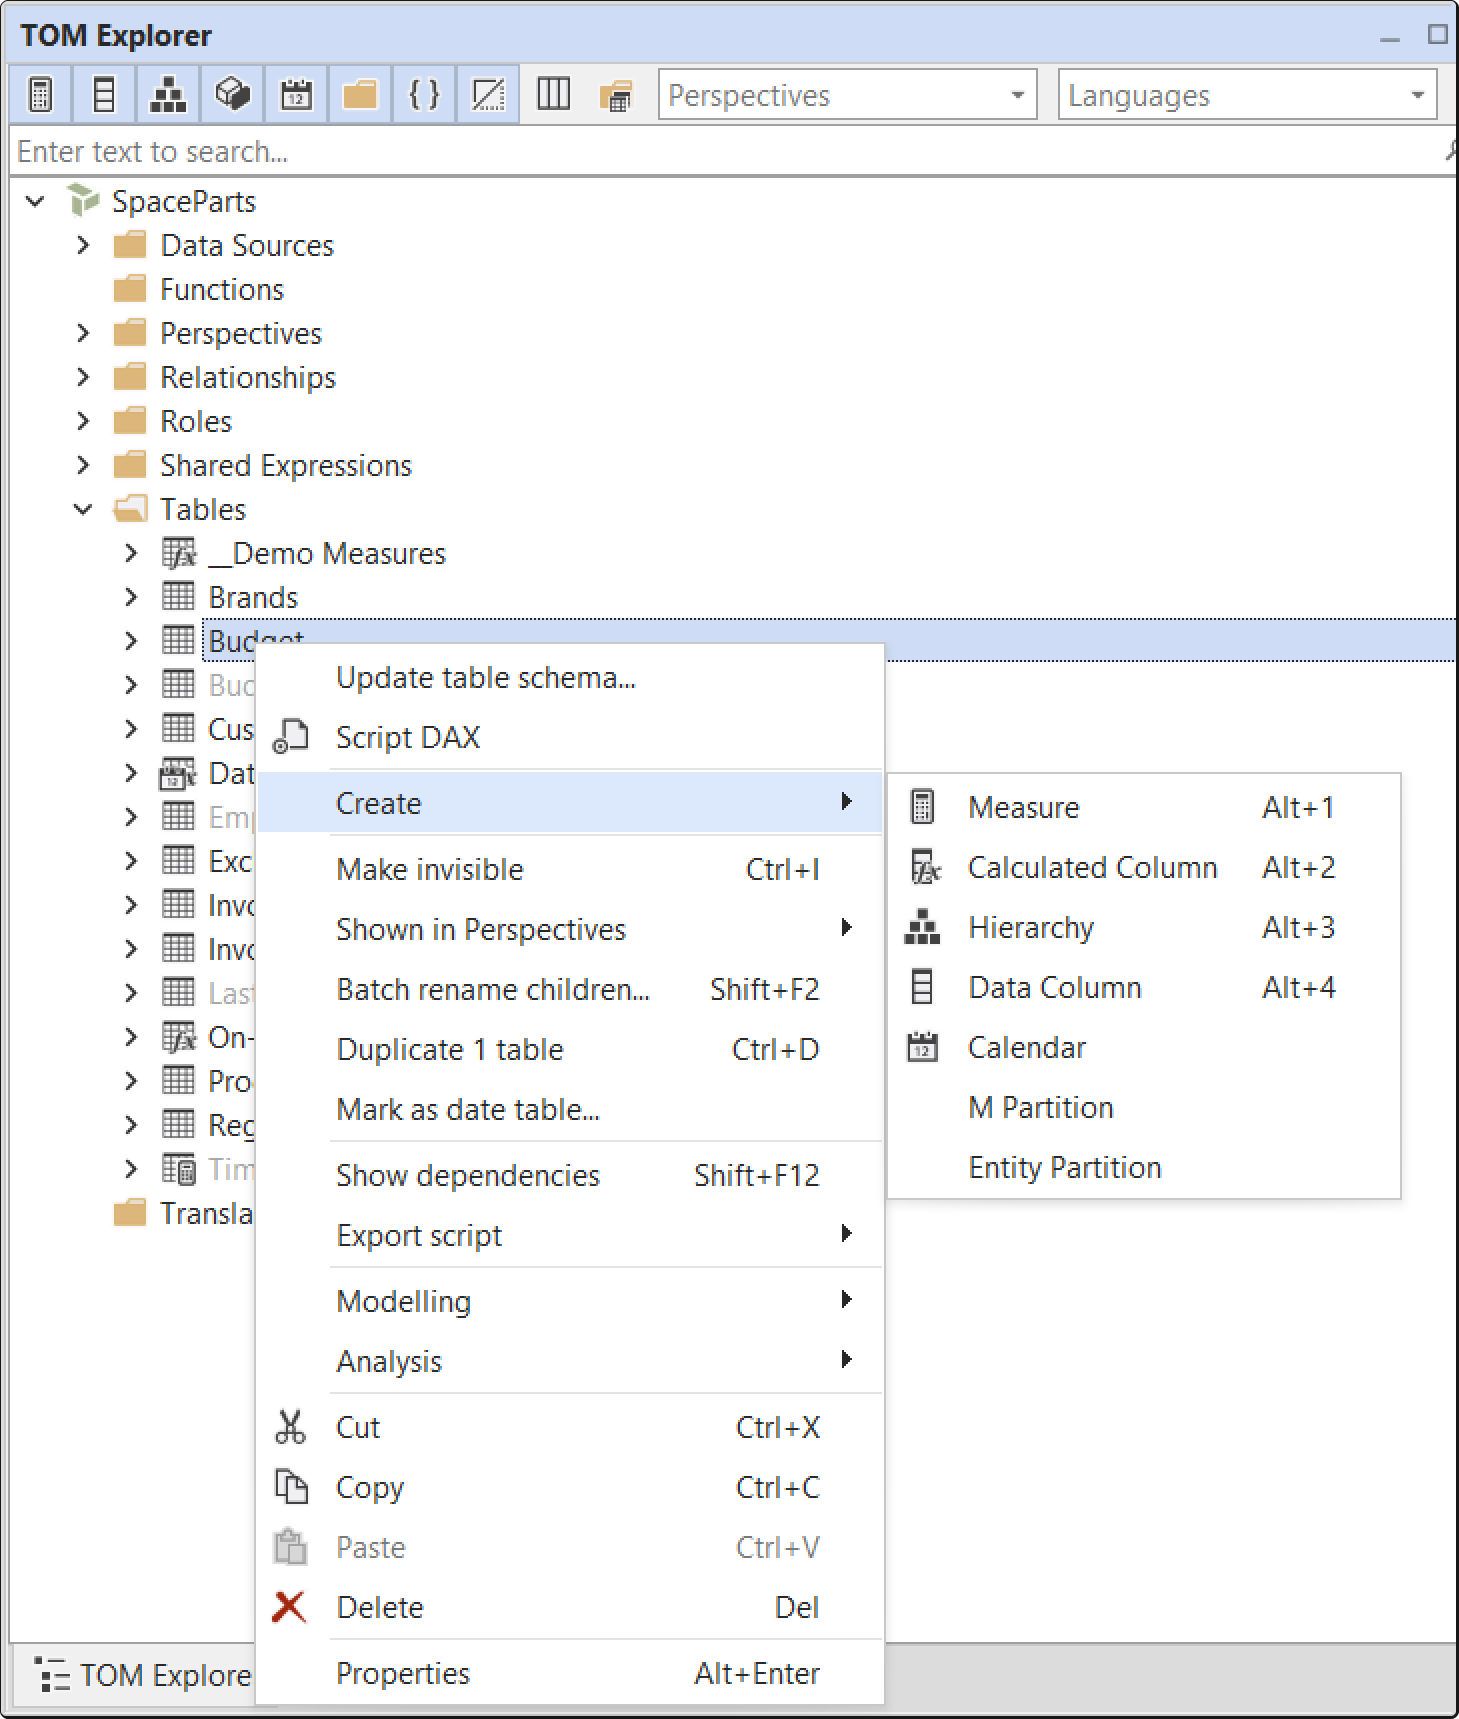 TOM Explorer
Perspectives
Languages
Enter text to search...
SpaceParts
Data Sources
Functions
Perspectives
Relationships
Roles
Shared Expressions
Tables
__Demo Measures
Brands
Budget
Update table schema...
Script DAX
Create
Make invisible Ctrl+I
Shown in Perspectives
Batch rename children... Shift+F2
Duplicate 1 table Ctrl+D
Mark as date table...
Show dependencies Shift+F12
Export script
Modelling
Analysis
Cut Ctrl+X
Copy Ctrl+C
Paste Ctrl+V
Delete Del
Properties Alt+Enter
Measure Alt+1
Calculated Column Alt+2
Hierarchy Alt+3
Data Column Alt+4
Calendar
M Partition
Entity Partition
TOM Explore